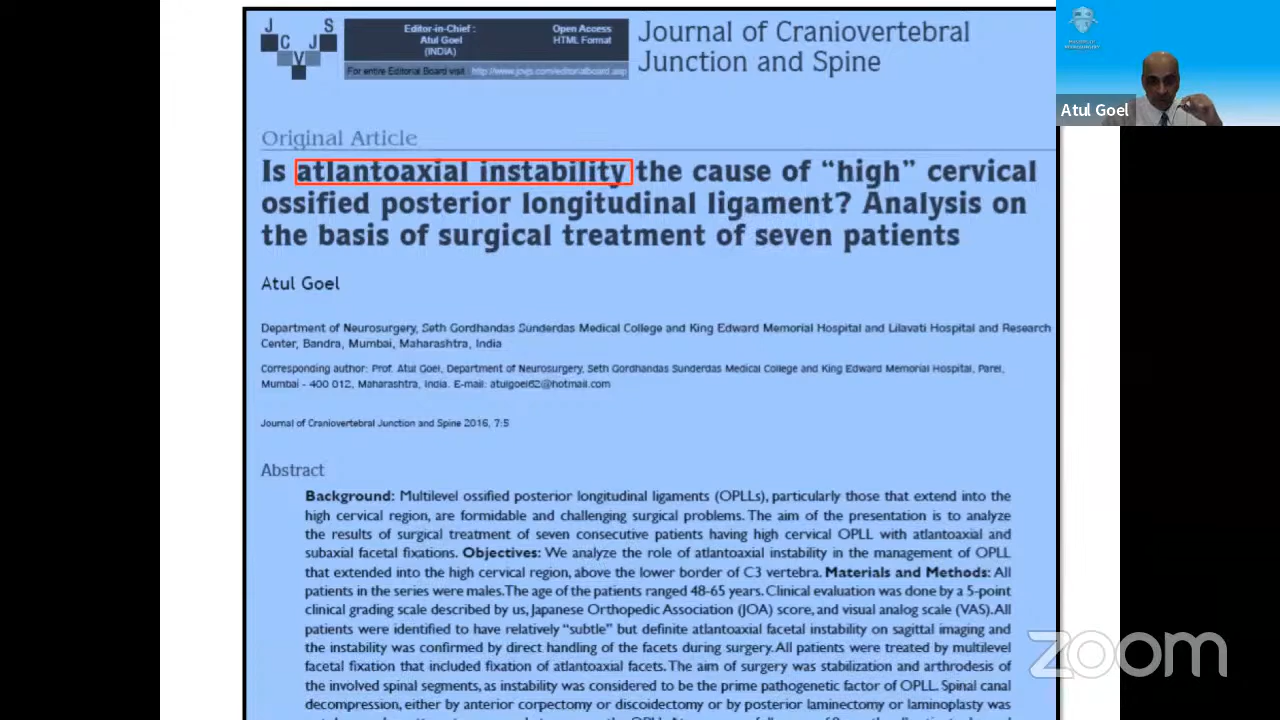 J S
C J
V
Editor-in-Chief :
Atul Goel
(INDIA)
Open Access
HTML Format
For entire Editorial Board visit : http://www.jcvjs.com/editorialboard.asp
Journal of Craniovertebral
Junction and Spine
Atul Goel
Original Article
Is atlantoaxial instability the cause of “high” cervical
ossified posterior longitudinal ligament? Analysis on
the basis of surgical treatment of seven patients
Atul Goel
Department of Neurosurgery, Seth Gordhandas Sunderdas Medical College and King Edward Memorial Hospital and Lilavati Hospital and Research
Center, Bandra, Mumbai, Maharashtra, India
Corresponding author: Prof. Atul Goel, Department of Neurosurgery, Seth Gordhandas Sunderdas Medical College and King Edward Memorial Hospital, Parel,
Mumbai - 400 012, Maharashtra, India. E-mail: atulgoel62@hotmail.com
Journal of Craniovertebral Junction and Spine 2016, 7:5
Abstract
Background: Multilevel ossified posterior longitudinal ligaments (OPLLs), particularly those that extend into the
high cervical region, are formidable and challenging surgical problems. The aim of the presentation is to analyze
the results of surgical treatment of seven consecutive patients having high cervical OPLL with atlantoaxial and
subaxial facetal fixations. Objectives: We analyze the role of atlantoaxial instability in the management of OPLL
that extended into the high cervical region, above the lower border of C3 vertebra. Materials and Methods: All
patients in the series were males. The age of the patients ranged 48-65 years. Clinical evaluation was done by a 5-point
clinical grading scale described by us, Japanese Orthopedic Association (JOA) score, and visual analog scale (VAS). All
patients were identified to have relatively “subtle” but definite atlantoaxial facetal instability on sagittal imaging and
the instability was confirmed by direct handling of the facets during surgery. All patients were treated by multilevel
facetal fixation that included fixation of atlantoaxial facets. The aim of surgery was stabilization and arthrodesis of
the involved spinal segments, as instability was considered to be the prime pathogenetic factor of OPLL. Spinal canal
decompression, either by anterior corpectomy or discoidectomy or by posterior laminectomy or laminoplasty was
zoom